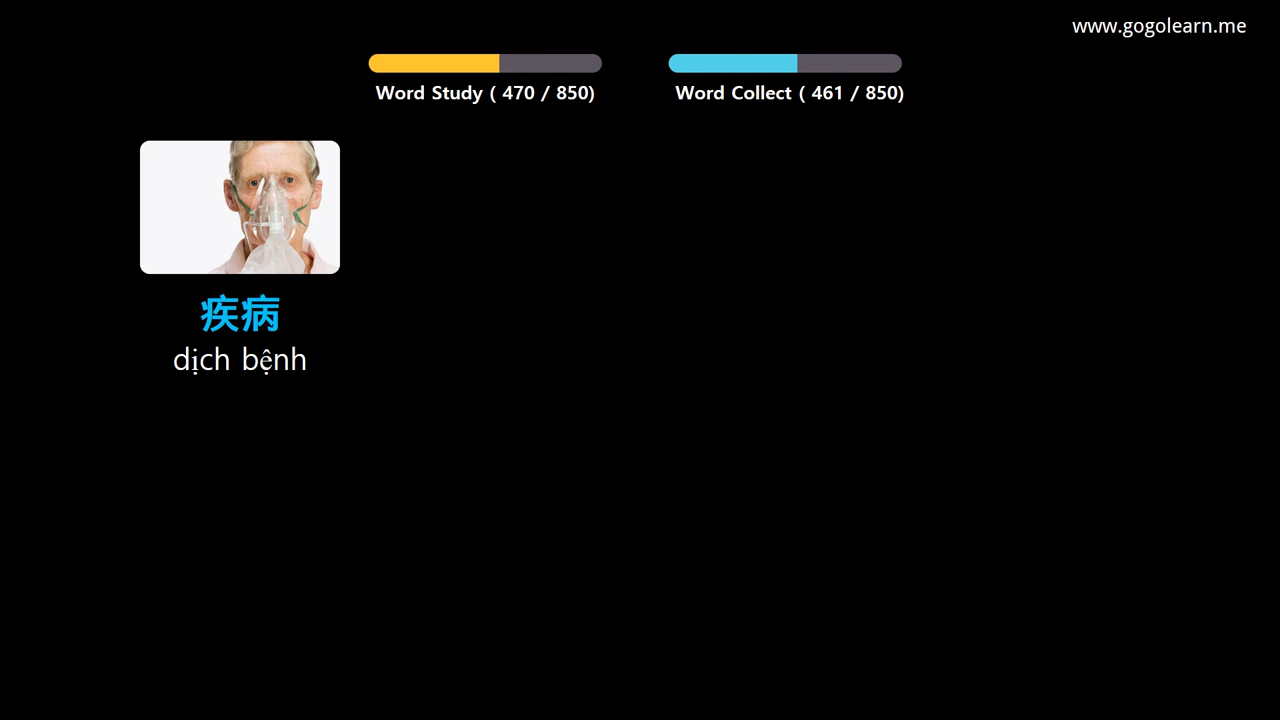 www.gogolearn.me
Word Study ( 470 / 850)
Word Collect ( 461 / 850)
疾病
dịch bệnh